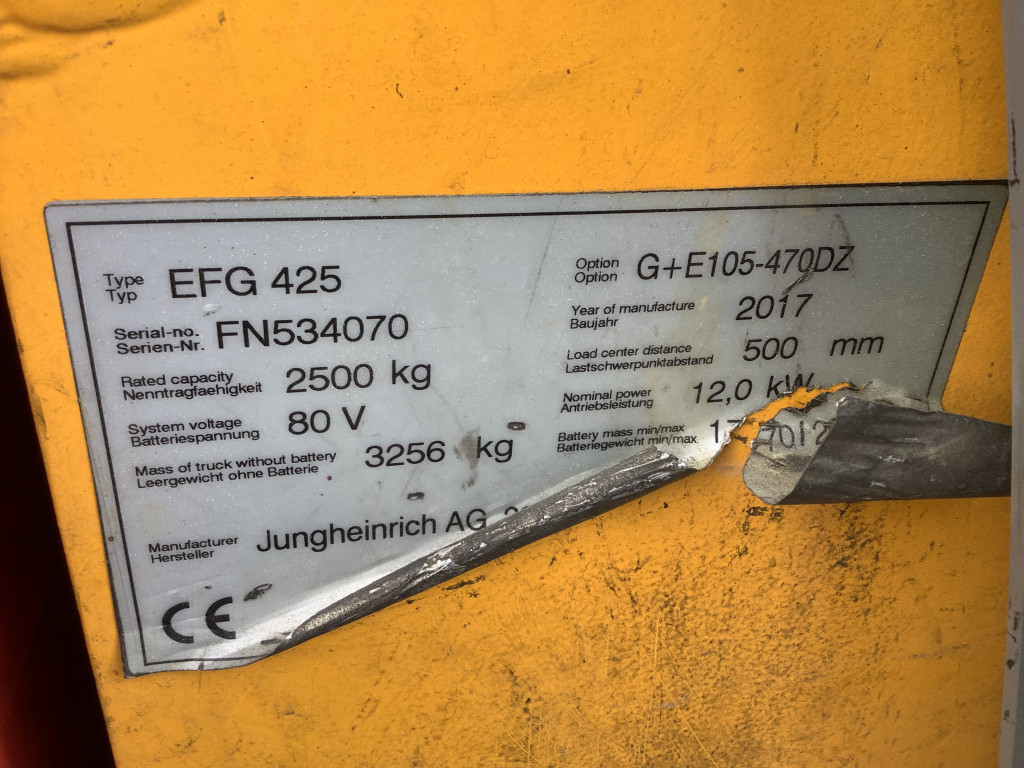 Type
Typ
EFG 425
Serial-no.
Serien-Nr.
FN534070
Rated capacity
Nenntragfaehigkeit
2500 kg
System voltage
Batteriespannung
80 V
Mass of truck without battery
Leergewicht ohne Batterie
3256 kg
Manufacturer
Hersteller
Jungheinrich AG
CE
Option
Option
G+E105-470DZ
Year of manufacture
Baujahr
2017
Load center distance
Lastschwerpunktabstand
500 mm
Nominal power
Antriebsleistung
12,0 kW
Battery mass min/max
Batteriegewicht min/max